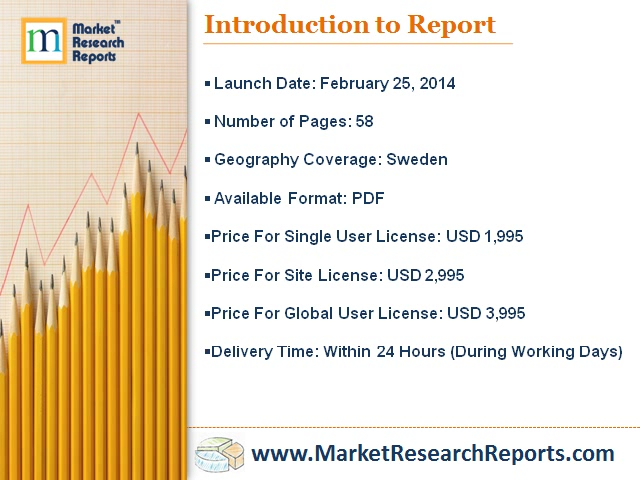 m
Market™
Research
Reports
Introduction to Report
▪ Launch Date: February 25, 2014
▪ Number of Pages: 58
▪ Geography Coverage: Sweden
▪ Available Format: PDF
▪Price For Single User License: USD 1,995
▪Price For Site License: USD 2,995
▪Price For Global User License: USD 3,995
▪Delivery Time: Within 24 Hours (During Working Days)
www.MarketResearchReports.com